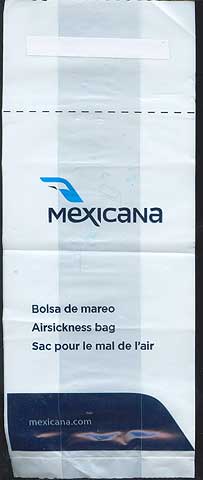 mexicana
Bolsa de mareo
Airsickness bag
Sac pour le mal de l'air
mexicana.com